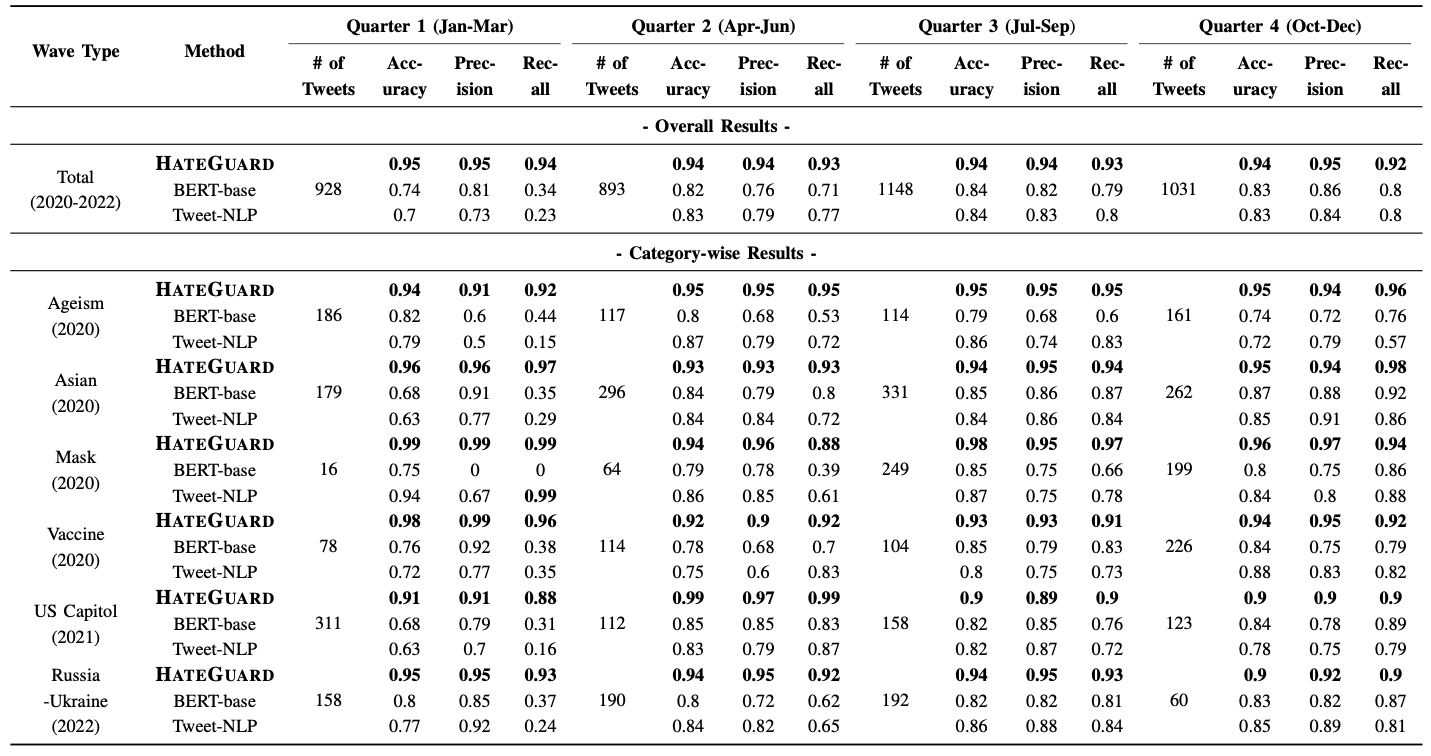 Wave Type Method Quarter 1 (Jan-Mar) Quarter 2 (Apr-Jun) Quarter 3 (Jul-Sep) Quarter 4 (Oct-Dec)
# of Acc- Prec- Rec- # of Acc- Prec- Rec- # of Acc- Prec- Rec- # of Acc- Prec- Rec-
Tweets uracy ision all Tweets uracy ision all Tweets uracy ision all Tweets uracy ision all
- Overall Results -
Total (2020-2022) 928 893 1148 1031
HATEGUARD 0.95 0.95 0.94 0.94 0.94 0.93 0.94 0.94 0.93 0.94 0.95 0.92
BERT-base 0.74 0.81 0.34 0.82 0.76 0.71 0.84 0.82 0.79 0.83 0.86 0.8
Tweet-NLP 0.7 0.73 0.23 0.83 0.79 0.77 0.84 0.83 0.8 0.83 0.84 0.8
- Category-wise Results -
Ageism (2020) 186 117 114 161
HATEGUARD 0.94 0.91 0.92 0.95 0.95 0.95 0.95 0.95 0.95 0.95 0.94 0.96
BERT-base 0.82 0.6 0.44 0.8 0.68 0.53 0.79 0.68 0.6 0.74 0.72 0.76
Tweet-NLP 0.79 0.5 0.15 0.87 0.79 0.72 0.86 0.74 0.83 0.72 0.79 0.57
Asian (2020) 179 296 331 262
HATEGUARD 0.96 0.96 0.97 0.93 0.93 0.93 0.94 0.95 0.94 0.95 0.94 0.98
BERT-base 0.68 0.91 0.35 0.84 0.79 0.8 0.85 0.86 0.87 0.87 0.88 0.92
Tweet-NLP 0.63 0.77 0.29 0.84 0.84 0.72 0.84 0.86 0.84 0.85 0.91 0.86
Mask (2020) 16 64 249 199
HATEGUARD 0.99 0.99 0.99 0.94 0.96 0.88 0.98 0.95 0.97 0.96 0.97 0.94
BERT-base 0.75 0 0 0.79 0.78 0.39 0.85 0.75 0.66 0.8 0.75 0.86
Tweet-NLP 0.94 0.67 0.99 0.86 0.85 0.61 0.87 0.75 0.78 0.84 0.8 0.88
Vaccine (2020) 78 114 104 226
HATEGUARD 0.98 0.99 0.96 0.92 0.9 0.92 0.93 0.93 0.91 0.94 0.95 0.92
BERT-base 0.76 0.92 0.38 0.78 0.68 0.7 0.85 0.79 0.83 0.84 0.75 0.79
Tweet-NLP 0.72 0.77 0.35 0.75 0.6 0.83 0.8 0.75 0.73 0.88 0.83 0.82
US Capitol (2021) 311 112 158 123
HATEGUARD 0.91 0.91 0.88 0.99 0.97 0.99 0.9 0.89 0.9 0.9 0.9 0.9
BERT-base 0.68 0.79 0.31 0.85 0.85 0.83 0.82 0.85 0.76 0.84 0.78 0.89
Tweet-NLP 0.63 0.7 0.16 0.83 0.79 0.87 0.82 0.87 0.72 0.78 0.75 0.79
Russia -Ukraine (2022) 158 190 192 60
HATEGUARD 0.95 0.95 0.93 0.94 0.95 0.92 0.94 0.95 0.93 0.9 0.92 0.9
BERT-base 0.8 0.85 0.37 0.8 0.72 0.62 0.82 0.82 0.81 0.83 0.82 0.87
Tweet-NLP 0.77 0.92 0.24 0.84 0.82 0.65 0.86 0.88 0.84 0.85 0.89 0.81